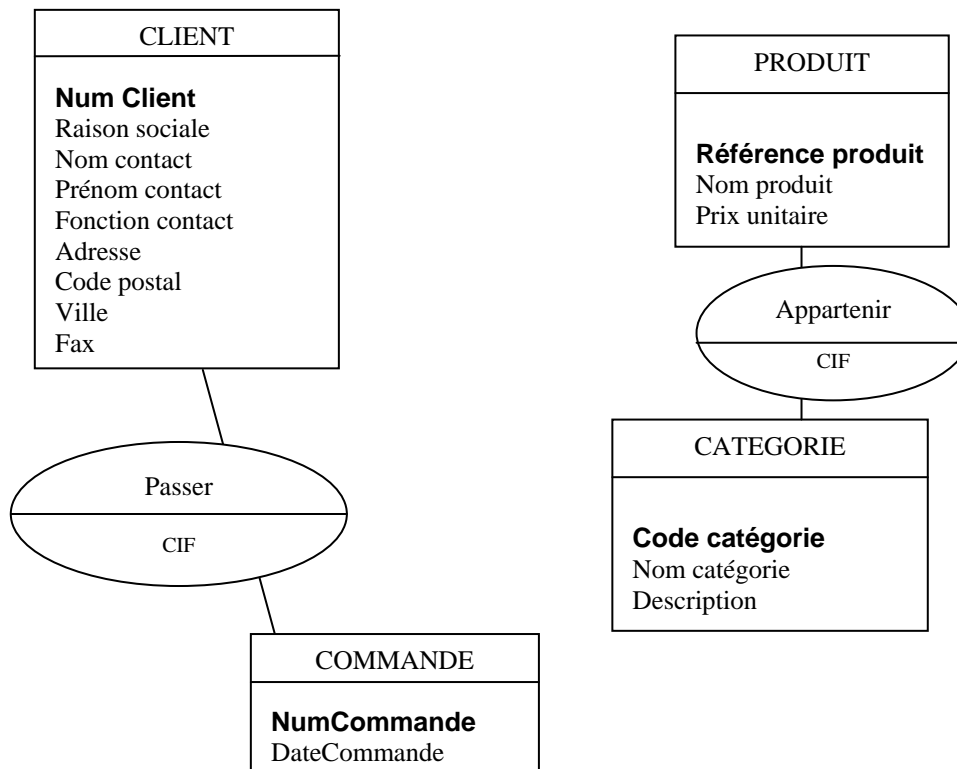 CLIENT
Num Client
Raison sociale
Nom contact
Prénom contact
Fonction contact
Adresse
Code postal
Ville
Fax
PRODUIT
Référence produit
Nom produit
Prix unitaire
Appartenir
CIF
CATEGORIE
Code catégorie
Nom catégorie
Description
Passer
CIF
COMMANDE
NumCommande
DateCommande